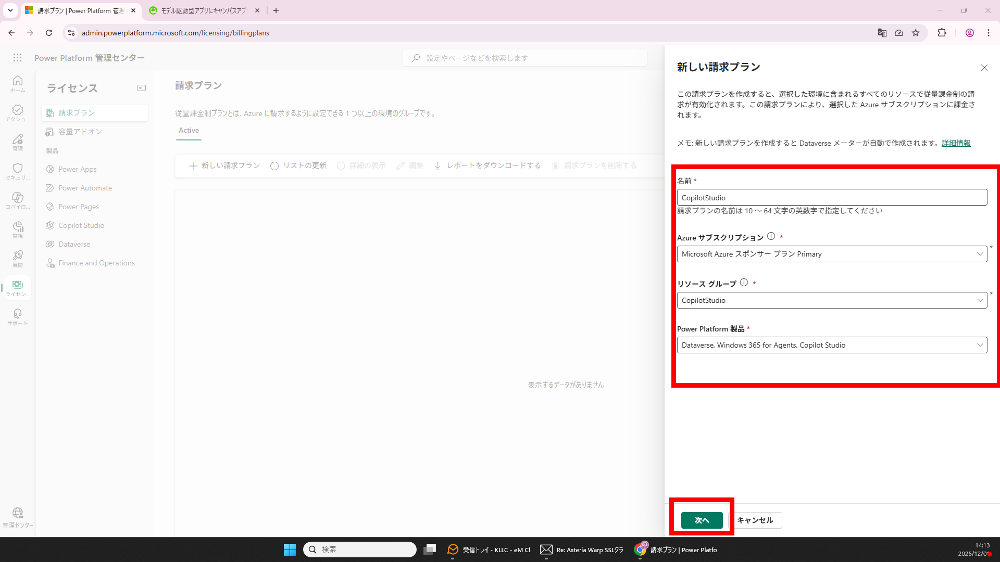 請求プラン | Power Platform 管理
モデル駆動型アプリにキャンバスアプ
admin.powerplatform.microsoft.com/licensing/billingplans
Power Platform 管理センター
設定やページなどを検索します
ホーム
アクショ...
管理
セキュリ...
コパイロ...
監視
展開
ライセン...
サポート
管理センター
ライセンス
請求プラン
容量アドオン
製品
Power Apps
Power Automate
Power Pages
Copilot Studio
Dataverse
Finance and Operations
請求プラン
従量課金制プランとは、Azure に請求するように設定できる 1 つ以上の環境のグループです。
Active
新しい請求プラン
リストの更新
詳細の表示
編集
レポートをダウンロードする
請求プランを削除する
表示するデータがありません
新しい請求プラン
この請求プランを作成すると、選択した環境に含まれるすべてのリソースで従量課金制の請
求が有効化されます。この請求プランにより、選択した Azure サブスクリプションに課金さ
れます。
メモ: 新しい請求プランを作成すると Dataverse メーターが自動で作成されます。詳細情報
名前 *
CopilotStudio
請求プランの名前は 10 ～ 64 文字の英数字で指定してください
Azure サブスクリプション *
Microsoft Azure スポンサー プラン Primary
*
リソース グループ *
CopilotStudio
*
Power Platform 製品 *
Dataverse, Windows 365 for Agents, Copilot Studio
次へ
キャンセル
検索
受信トレイ - KLLC - eM Cl
Re: Asteria Warp SSLクラ
請求プラン | Power Platfo
14:13
2025/12/0